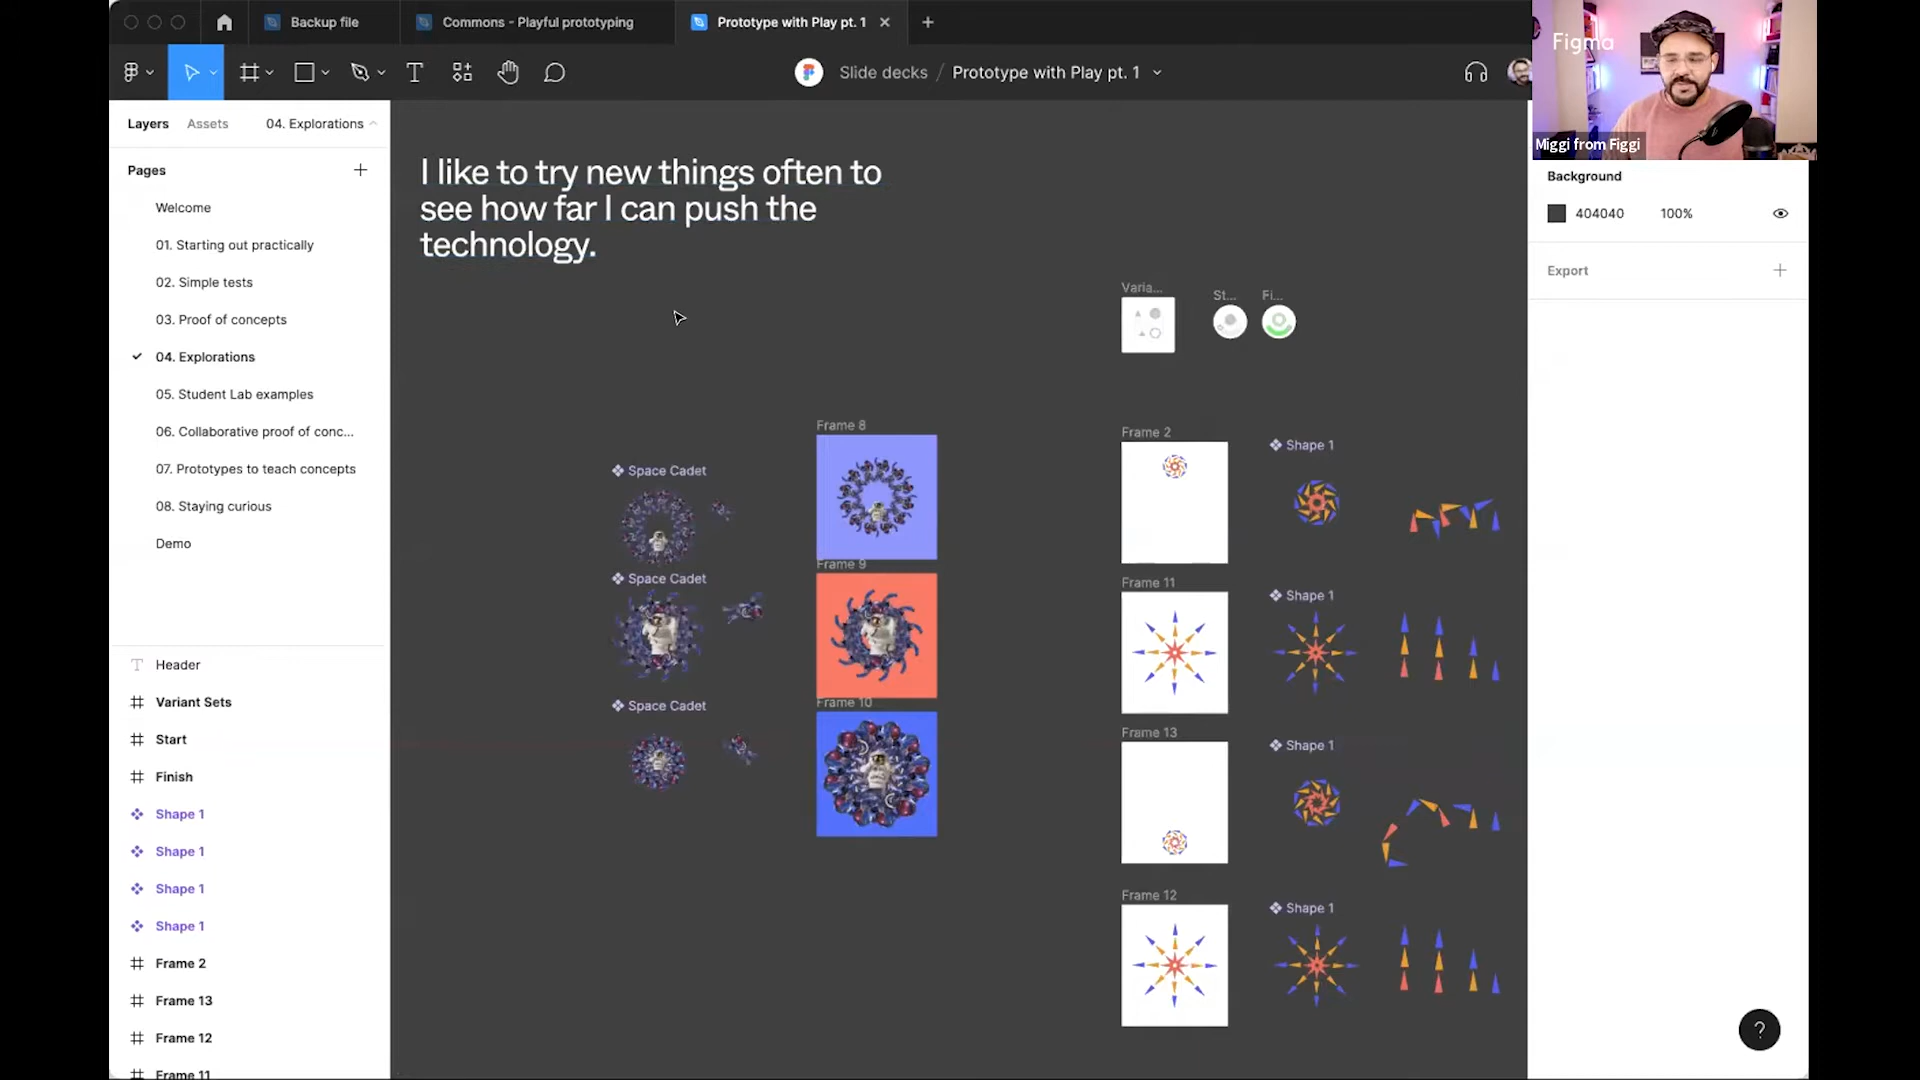 Backup file
Commons - Playful prototyping
Prototype with Play pt. 1
Slide decks / Prototype with Play pt. 1
Figma
Miggi from Figgi
Layers
Assets
04. Explorations
Pages
Welcome
01. Starting out practically
02. Simple tests
03. Proof of concepts
04. Explorations
05. Student Lab examples
06. Collaborative proof of conc...
07. Prototypes to teach concepts
08. Staying curious
Demo
Header
Variant Sets
Start
Finish
Shape 1
Shape 1
Shape 1
Shape 1
Frame 2
Frame 13
Frame 12
Frame 11
I like to try new things often to
see how far I can push the
technology.
Varia...
St...
Fi...
Space Cadet
Space Cadet
Space Cadet
Frame 8
Frame 9
Frame 10
Frame 2
Shape 1
Frame 11
Shape 1
Frame 13
Shape 1
Frame 12
Shape 1
Background
404040
100%
Export
?